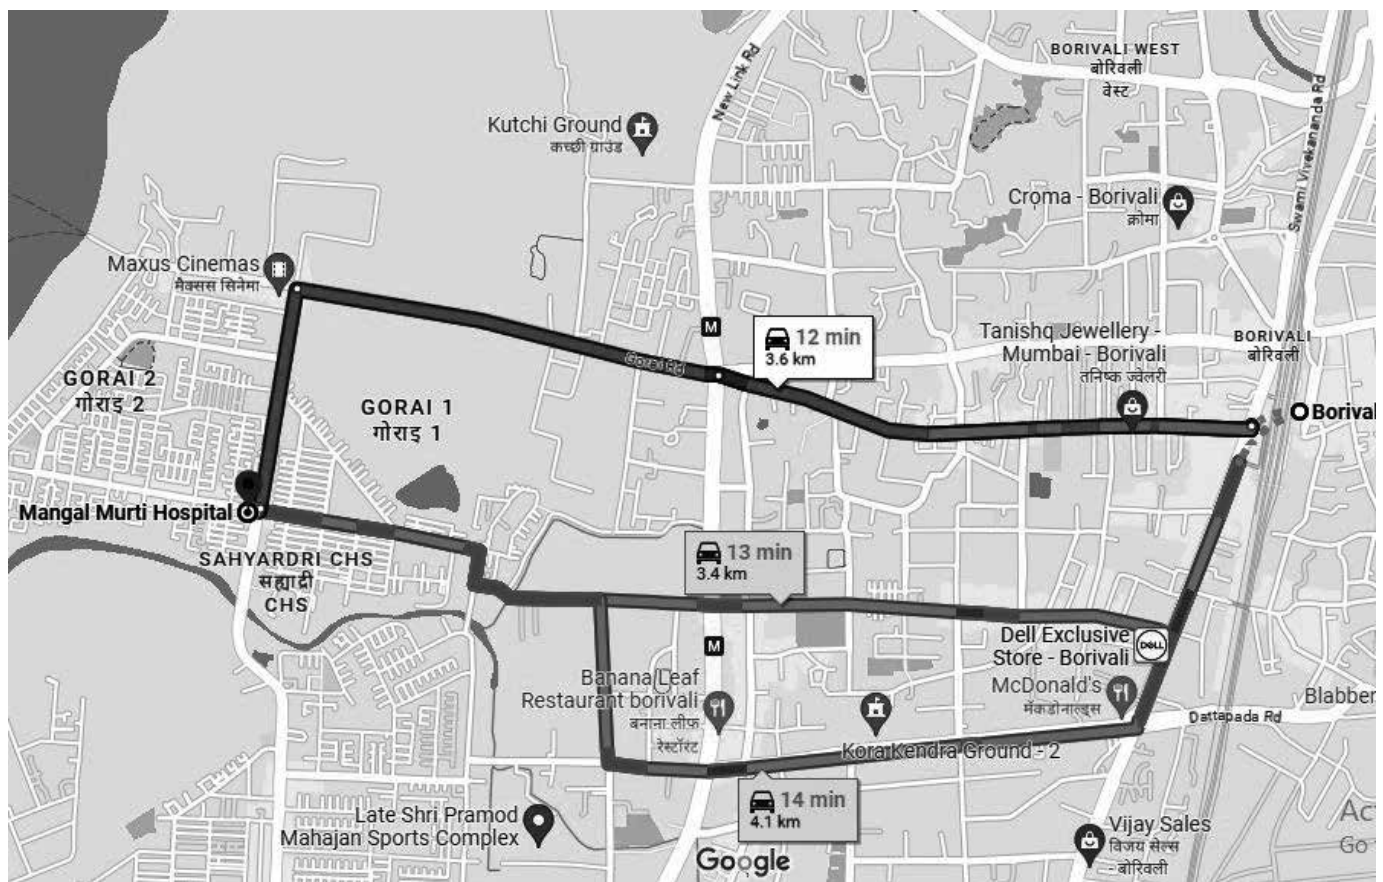 BORIVALI WEST
बोरिवली
वेस्ट
New Link Rd
Swami Vivekananda Rd
Kutchi Ground
कच्छी ग्राउंड
Croma - Borivali
क्रोमा
Maxus Cinemas
मैक्सस सिनेमा
M
12 min
3.6 km
Gorai Rd
Tanishq Jewellery -
Mumbai - Borivali
तनिष्क ज्वेलरी
BORIVALI
बोरिवली
GORAI 2
गोराइ 2
GORAI 1
गोराइ 1
Borival
Mangal Murti Hospital
SAHYARDRI CHS
सह्याद्री
CHS
13 min
3.4 km
M
Dell Exclusive
Store - Borivali
DELL
Banana Leaf
Restaurant borivali
बनाना लीफ
रेस्टॉरंट
McDonald's
मॅकडोनाल्ड्स
Blabber
Dattapada Rd
Kora Kendra Ground - 2
14 min
4.1 km
Late Shri Pramod
Mahajan Sports Complex
Vijay Sales
विजय सेल्स
- बोरिवली
Google
Act
Go